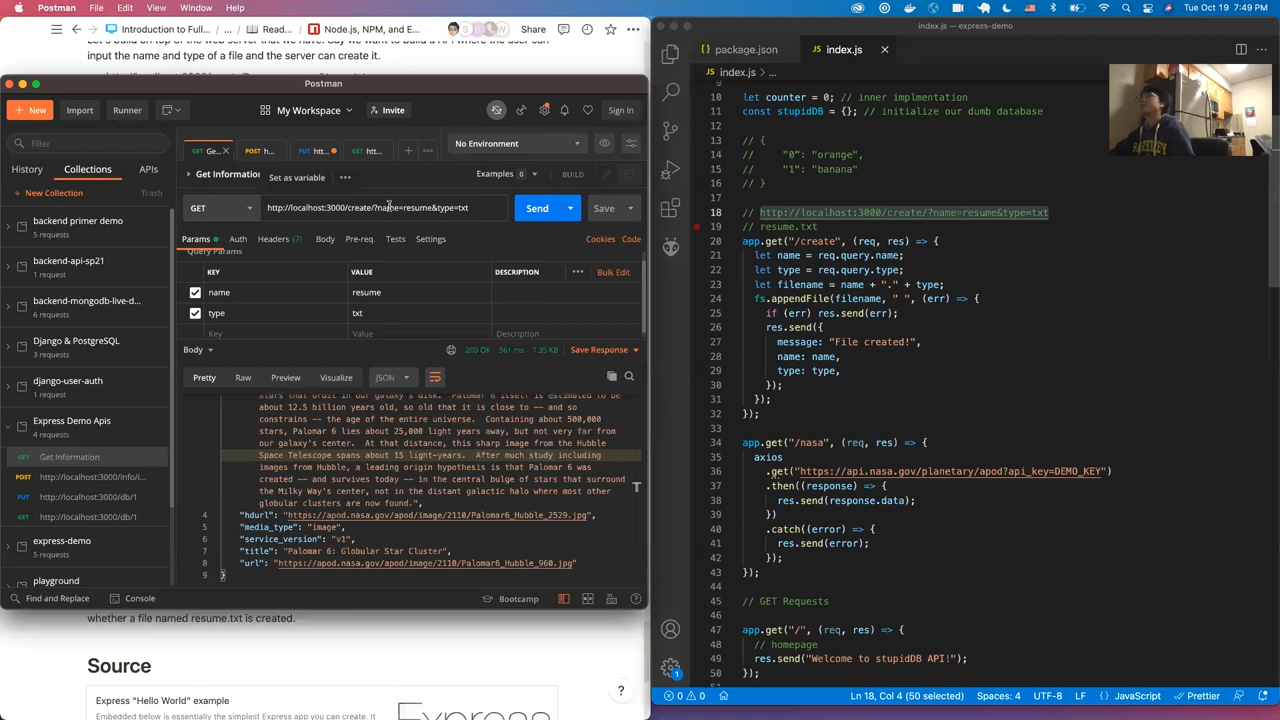 Postman File Edit View Window Help
Tue Oct 19 7:49 PM
Introduction to Full... / ... / Read... / Node.js, NPM, and E...
S W Share
Let's build on top of the web server that we have. Say we want to build a API where the user can
input the name and type of a file and the server can create it.
Postman
New Import Runner My Workspace Invite Sign In
Filter
History Collections APIs
New Collection Trash
backend primer demo
6 requests
backend-api-sp21
6 requests
backend-mongodb-live-d...
6 requests
Django & PostgreSQL
3 requests
django-user-auth
1 request
Express Demo Apis
4 requests
Get Information
http://localhost:3000/info/i...
http://localhost:3000/db/1
http://localhost:3000/db/1
express-demo
5 requests
playground
GET Ge... POST h... PUT htt... GET htt... No Environment
Get Information Set as variable Examples 0 BUILD
GET http://localhost:3000/create/?name=resume&type=txt Send Save
Params Auth Headers (7) Body Pre-req. Tests Settings Cookies Code
Query Params
KEY VALUE DESCRIPTION Bulk Edit
name resume
type txt
Key Value Description
Body 200 OK 561 ms 1.35 KB Save Response
Pretty Raw Preview Visualize JSON
stars that orbit in our galaxy's disk. Palomar 6 itself is estimated to be
about 12.5 billion years old, so old that it is close to -- and so
constrains -- the age of the entire universe. Containing about 500,000
stars, Palomar 6 lies about 25,000 light years away, but not very far from
our galaxy's center. At that distance, this sharp image from the Hubble
Space Telescope spans about 15 light-years. After much study including
images from Hubble, a leading origin hypothesis is that Palomar 6 was
created -- and survives today -- in the central bulge of stars that surround
the Milky Way's center, not in the distant galactic halo where most other
globular clusters are now found.",
4 "hdurl": "https://apod.nasa.gov/apod/image/2110/Palomar6_Hubble_2529.jpg",
5 "media_type": "image",
6 "service_version": "v1",
7 "title": "Palomar 6: Globular Star Cluster",
8 "url": "https://apod.nasa.gov/apod/image/2110/Palomar6_Hubble_960.jpg"
9 }
Find and Replace Console Bootcamp
whether a file named resume.txt is created.
Source
Express "Hello World" example
Embedded below is essentially the simplest Express app you can create. It
Express
?
index.js — express-demo
package.json index.js
index.js > ...
9
10 let counter = 0; // inner implmentation
11 const stupidDB = {}; // initialize our dumb database
12
13 // {
14 // "0": "orange",
15 // "1": "banana"
16 // }
17
18 // http://localhost:3000/create/?name=resume&type=txt
19 // resume.txt
20 app.get("/create", (req, res) => {
21 let name = req.query.name;
22 let type = req.query.type;
23 let filename = name + "." + type;
24 fs.appendFile(filename, " ", (err) => {
25 if (err) res.send(err);
26 res.send({
27 message: "File created!",
28 name: name,
29 type: type,
30 });
31 });
32 });
33
34 app.get("/nasa", (req, res) => {
35 axios
36 .get("https://api.nasa.gov/planetary/apod?api_key=DEMO_KEY")
37 .then((response) => {
38 res.send(response.data);
39 })
40 .catch((error) => {
41 res.send(error);
42 });
43 });
44
45 // GET Requests
46
47 app.get("/", (req, res) => {
48 // homepage
49 res.send("Welcome to stupidDB API!");
50 });
1
0 0 Ln 18, Col 4 (50 selected) Spaces: 4 UTF-8 LF JavaScript Prettier